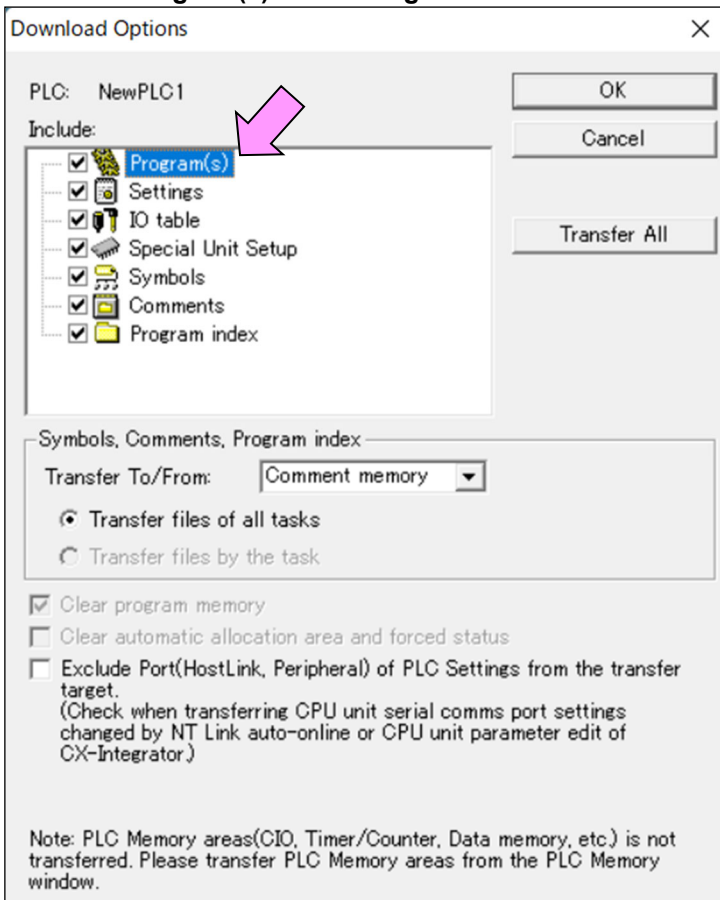 Download Options
PLC: NewPLC1
OK
Include:
Cancel
Program(s)
Settings
IO table
Transfer All
Special Unit Setup
Symbols
Comments
Program index
Symbols, Comments, Program index
Transfer To/From: Comment memory
Transfer files of all tasks
Transfer files by the task
Clear program memory
Clear automatic allocation area and forced status
Exclude Port(HostLink, Peripheral) of PLC Settings from the transfer
target.
(Check when transferring CPU unit serial comms port settings
changed by NT Link auto-online or CPU unit parameter edit of
CX-Integrator.)
Note: PLC Memory areas(CIO, Timer/Counter, Data memory, etc.) is not
transferred. Please transfer PLC Memory areas from the PLC Memory
window.